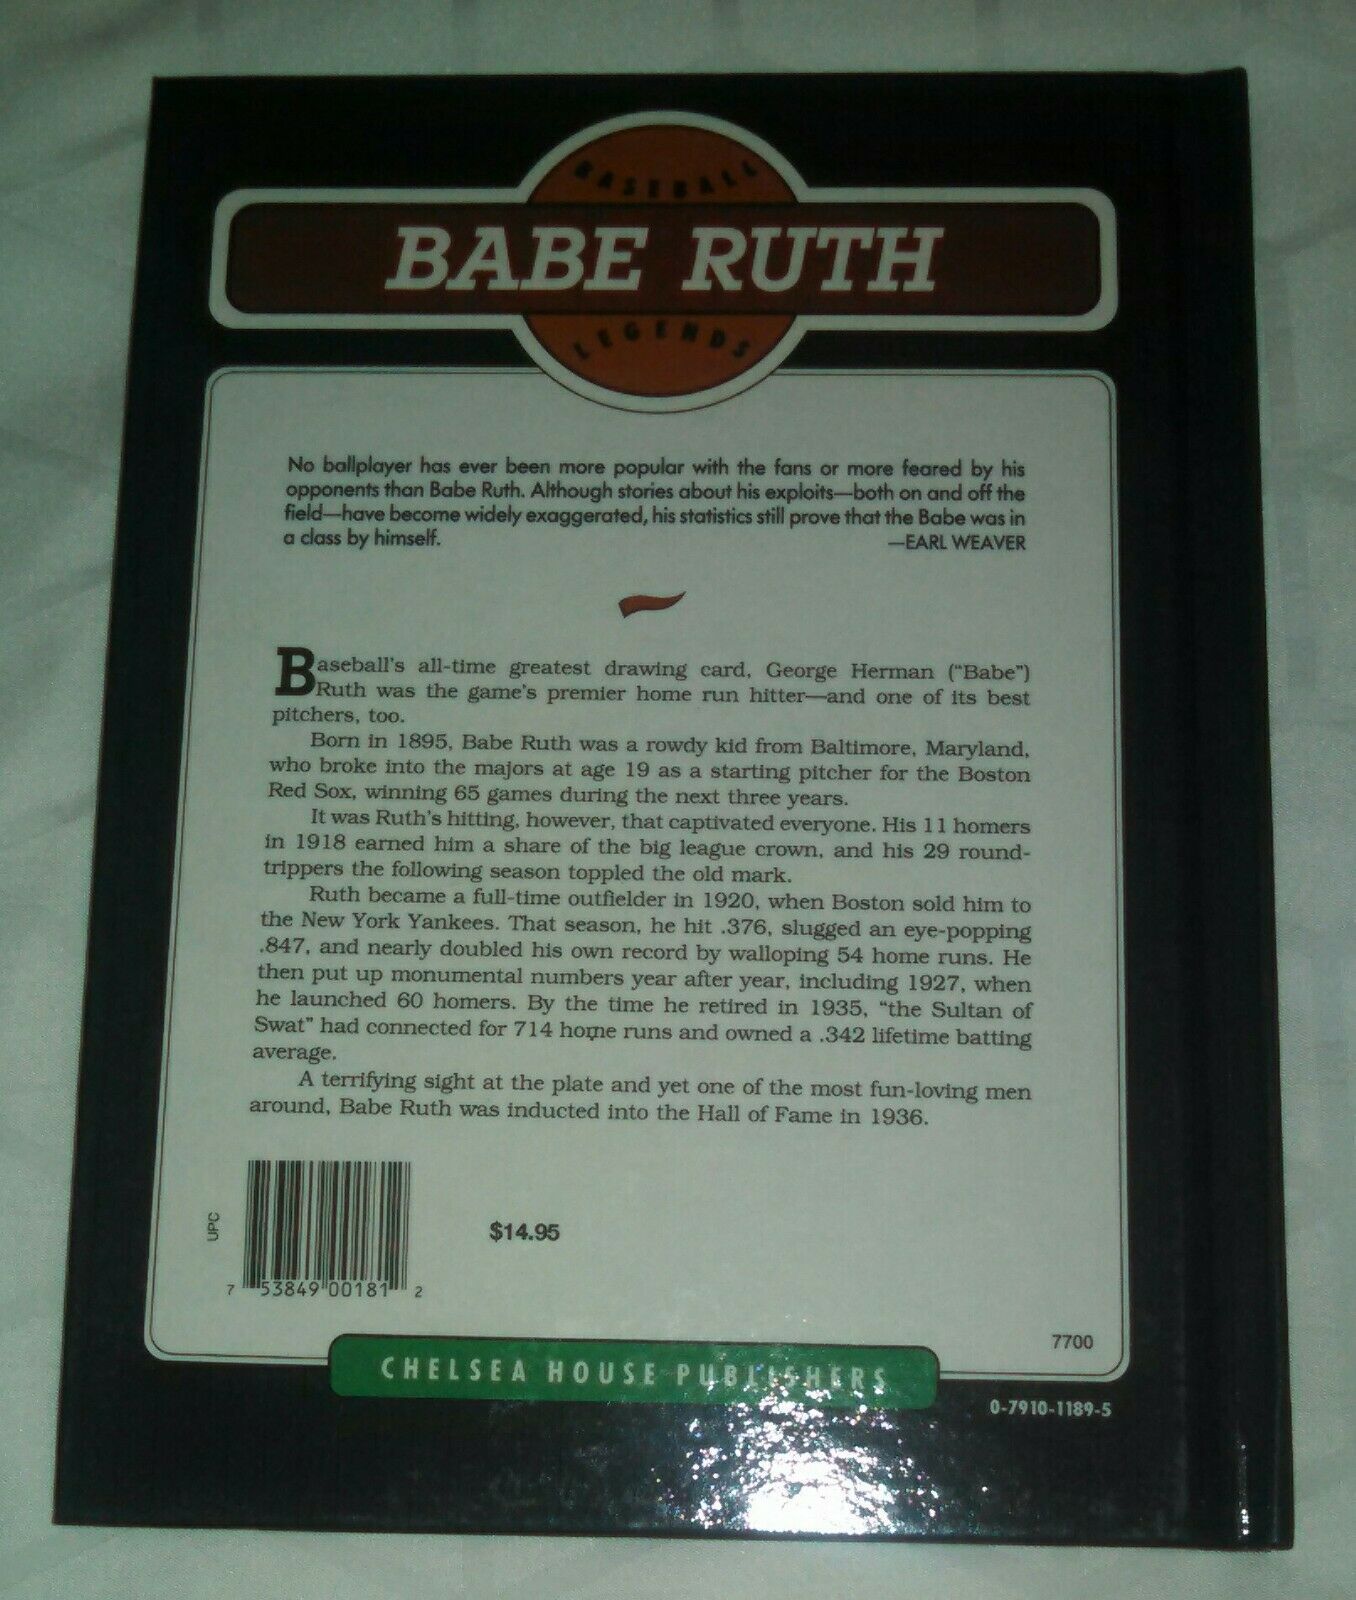 BASEBALL
BABE RUTH
LEGENDS
No ballplayer has ever been more popular with the fans or more feared by his
opponents than Babe Ruth. Although stories about his exploits—both on and off the
field—have become widely exaggerated, his statistics still prove that the Babe was in
a class by himself. —EARL WEAVER
Baseball's all-time greatest drawing card, George Herman ("Babe")
Ruth was the game's premier home run hitter—and one of its best
pitchers, too.
Born in 1895, Babe Ruth was a rowdy kid from Baltimore, Maryland,
who broke into the majors at age 19 as a starting pitcher for the Boston
Red Sox, winning 65 games during the next three years.
It was Ruth's hitting, however, that captivated everyone. His 11 homers
in 1918 earned him a share of the big league crown, and his 29 round-
trippers the following season toppled the old mark.
Ruth became a full-time outfielder in 1920, when Boston sold him to
the New York Yankees. That season, he hit .376, slugged an eye-popping
.847, and nearly doubled his own record by walloping 54 home runs. He
then put up monumental numbers year after year, including 1927, when
he launched 60 homers. By the time he retired in 1935, "the Sultan of
Swat" had connected for 714 home runs and owned a .342 lifetime batting
average.
A terrifying sight at the plate and yet one of the most fun-loving men
around, Babe Ruth was inducted into the Hall of Fame in 1936.
UPC
$14.95
7 53849 00181 2
7700
CHELSEA HOUSE PUBLISHERS
0-7910-1189-5